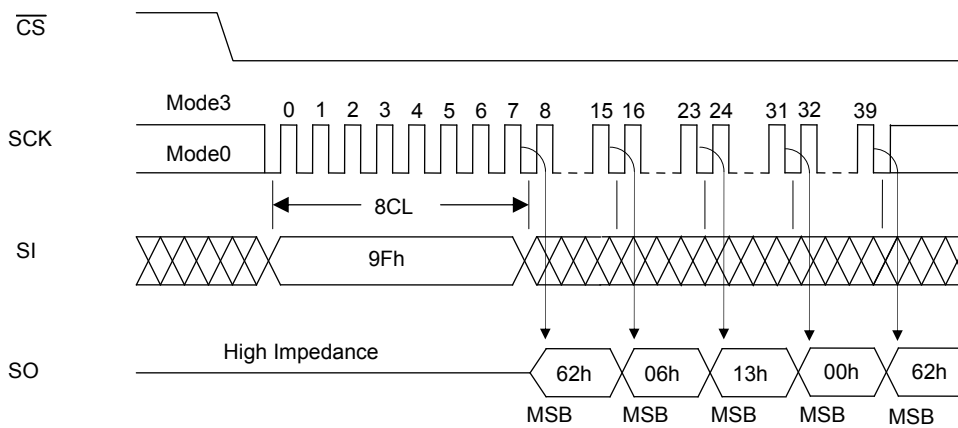 CS
Mode3
0 1 2 3 4 5 6 7 8 15 16 23 24 31 32 39
SCK
Mode0
8CL
SI
9Fh
High Impedance
SO
62h 06h 13h 00h 62h
MSB MSB MSB MSB MSB